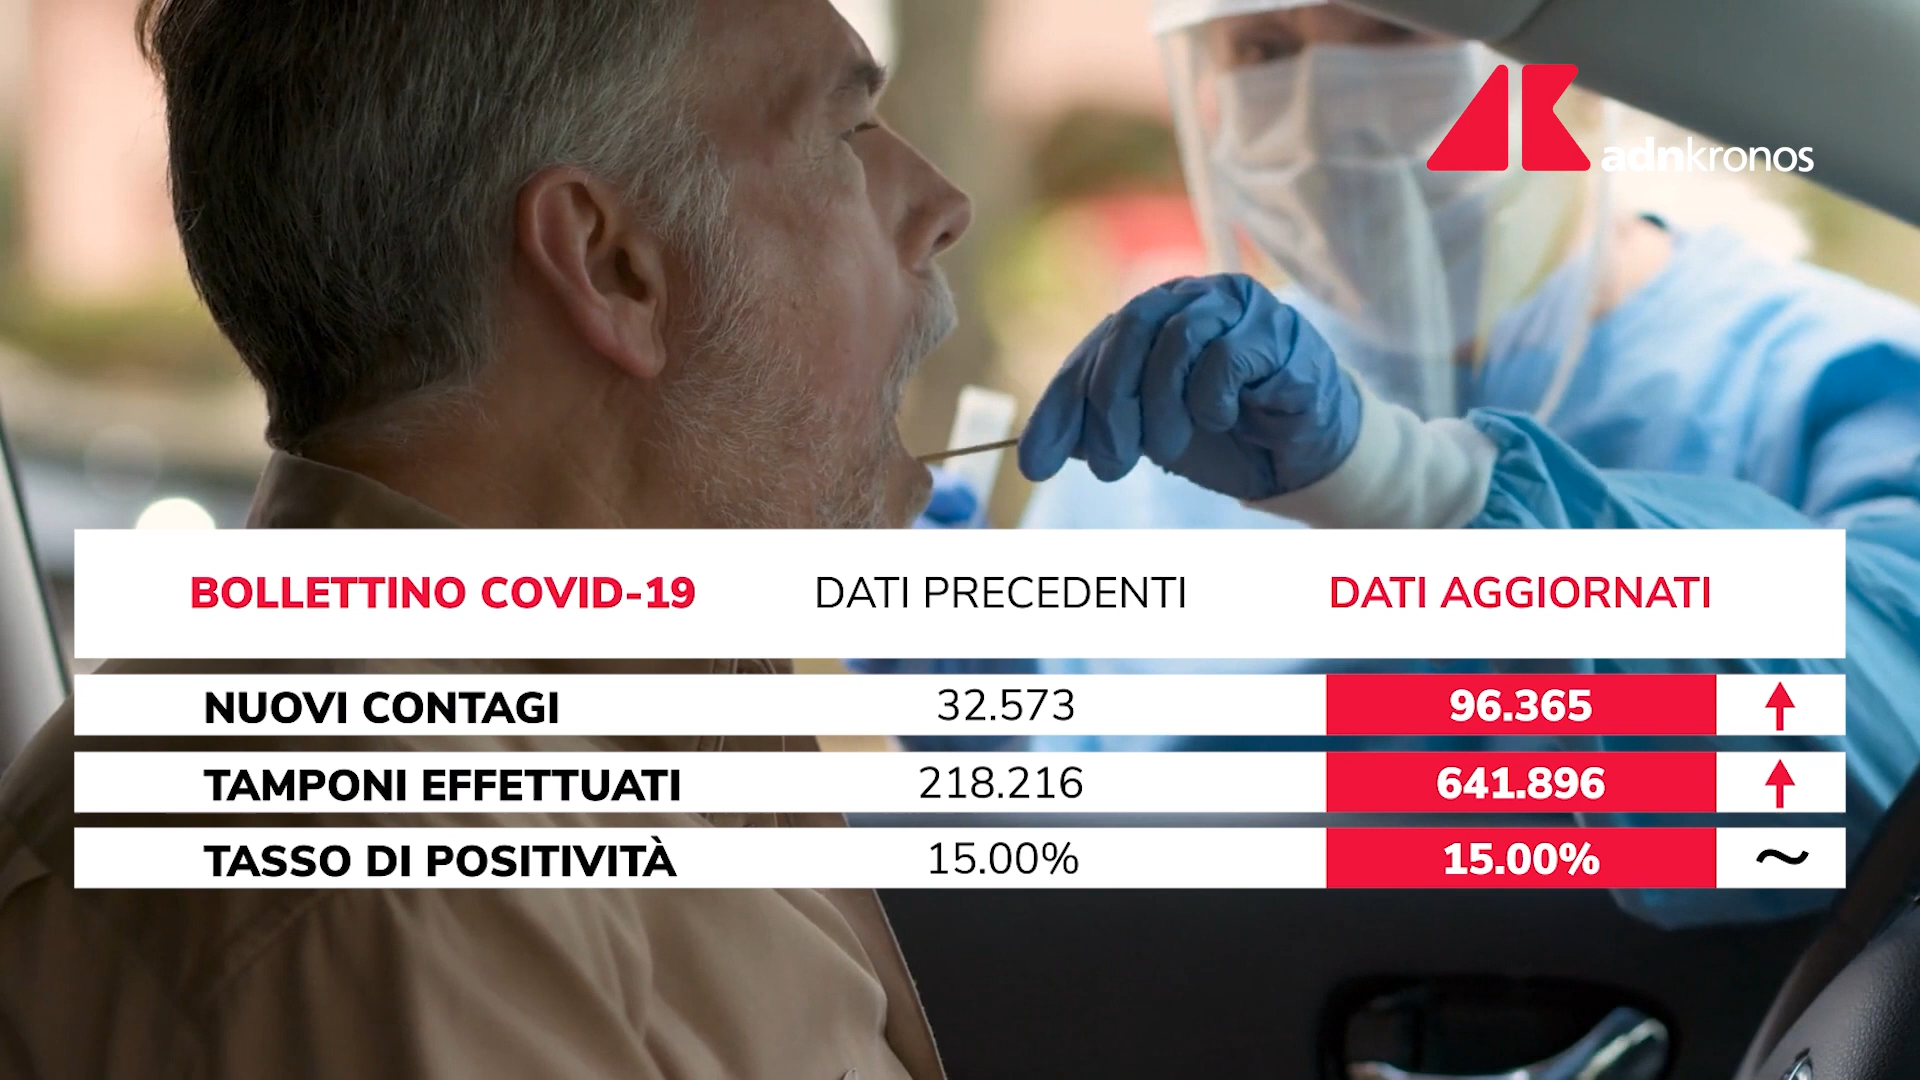 adnkronos
BOLLETTINO COVID-19 DATI PRECEDENTI DATI AGGIORNATI
NUOVI CONTAGI 32.573 96.365
TAMPONI EFFETTUATI 218.216 641.896
TASSO DI POSITIVITÀ 15.00% 15.00% ~